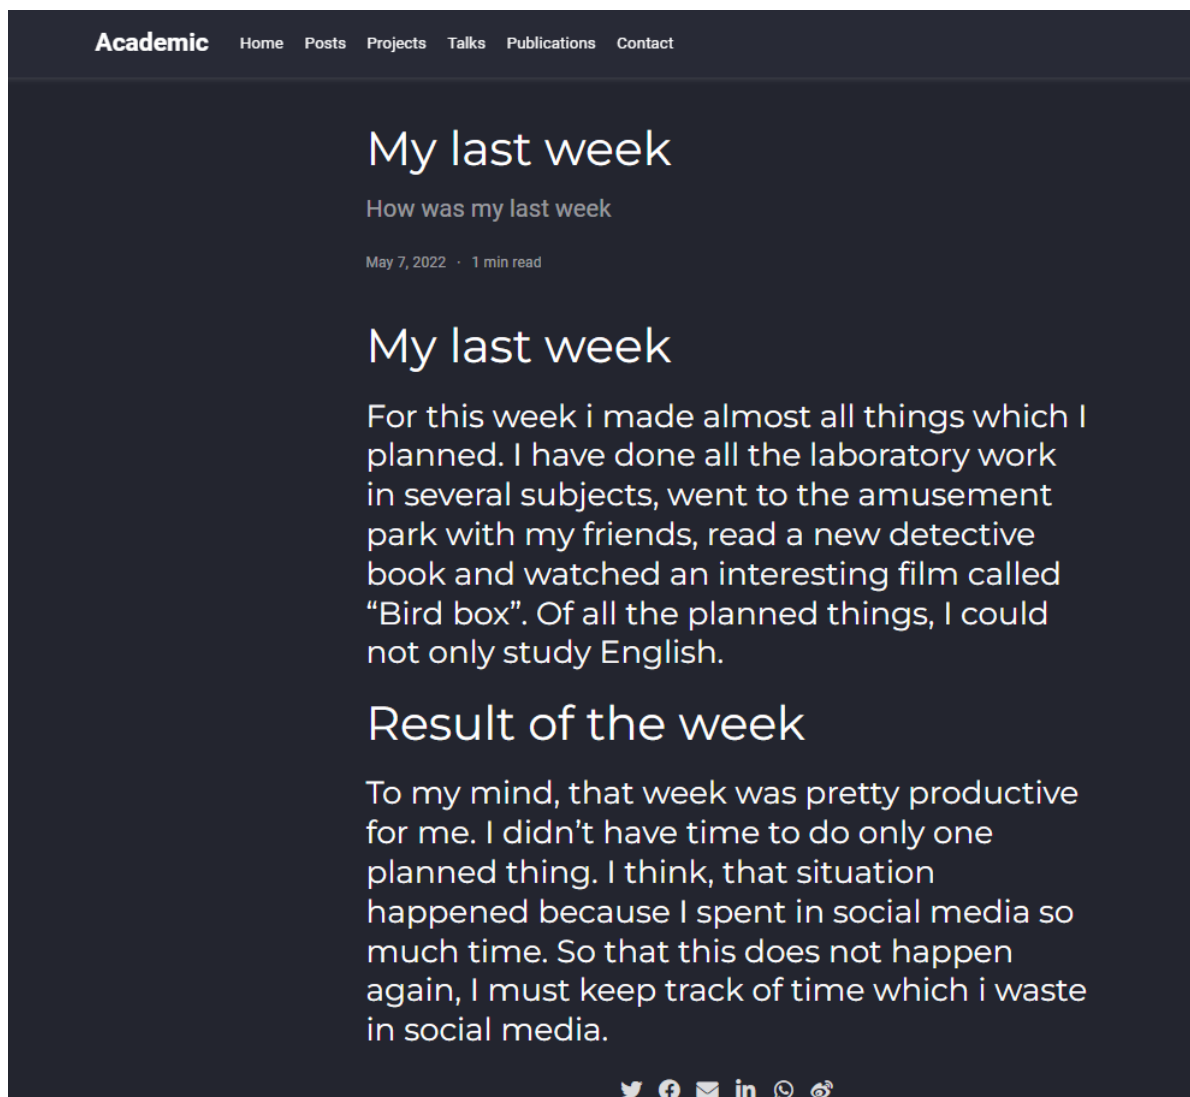 Academic Home Posts Projects Talks Publications Contact
My last week
How was my last week
May 7, 2022 · 1 min read
My last week
For this week i made almost all things which I
planned. I have done all the laboratory work
in several subjects, went to the amusement
park with my friends, read a new detective
book and watched an interesting film called
“Bird box”. Of all the planned things, I could
not only study English.
Result of the week
To my mind, that week was pretty productive
for me. I didn’t have time to do only one
planned thing. I think, that situation
happened because I spent in social media so
much time. So that this does not happen
again, I must keep track of time which i waste
in social media.